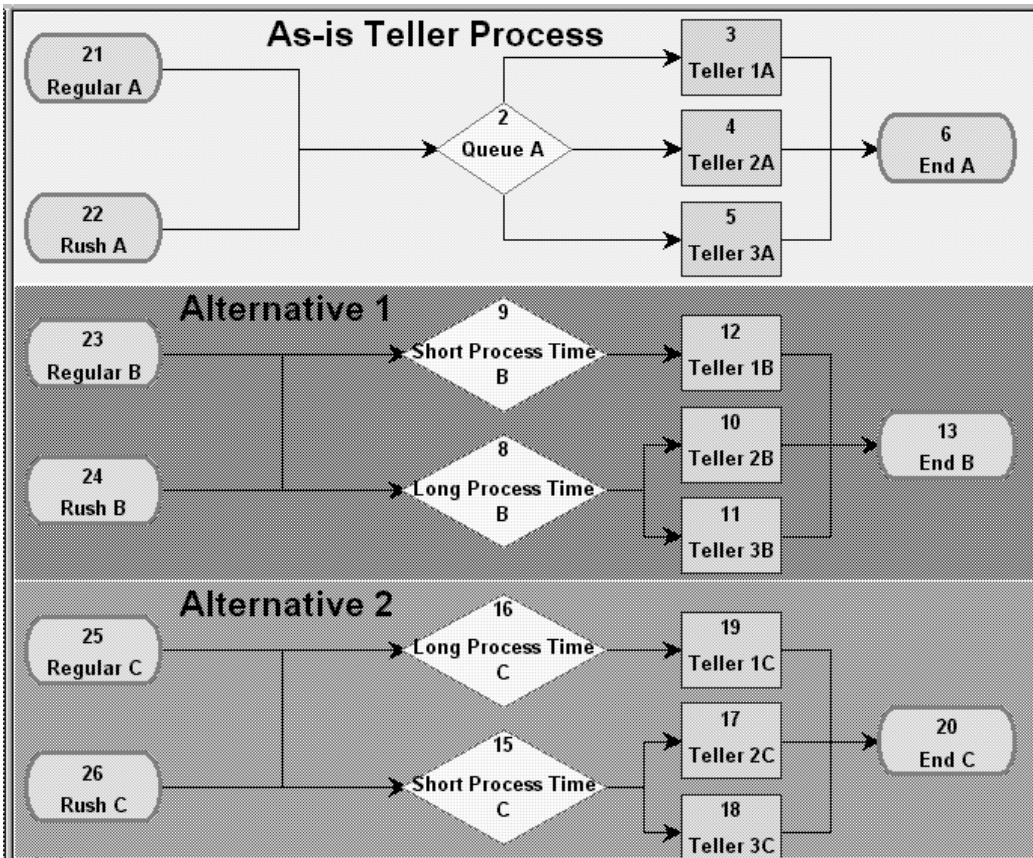 As-is Teller Process
21
Regular A
22
Rush A
2
Queue A
3
Teller 1A
4
Teller 2A
5
Teller 3A
6
End A
Alternative 1
23
Regular B
24
Rush B
9
Short Process Time
B
8
Long Process Time
B
12
Teller 1B
10
Teller 2B
11
Teller 3B
13
End B
Alternative 2
25
Regular C
26
Rush C
16
Long Process Time
C
15
Short Process Time
C
19
Teller 1C
17
Teller 2C
18
Teller 3C
20
End C